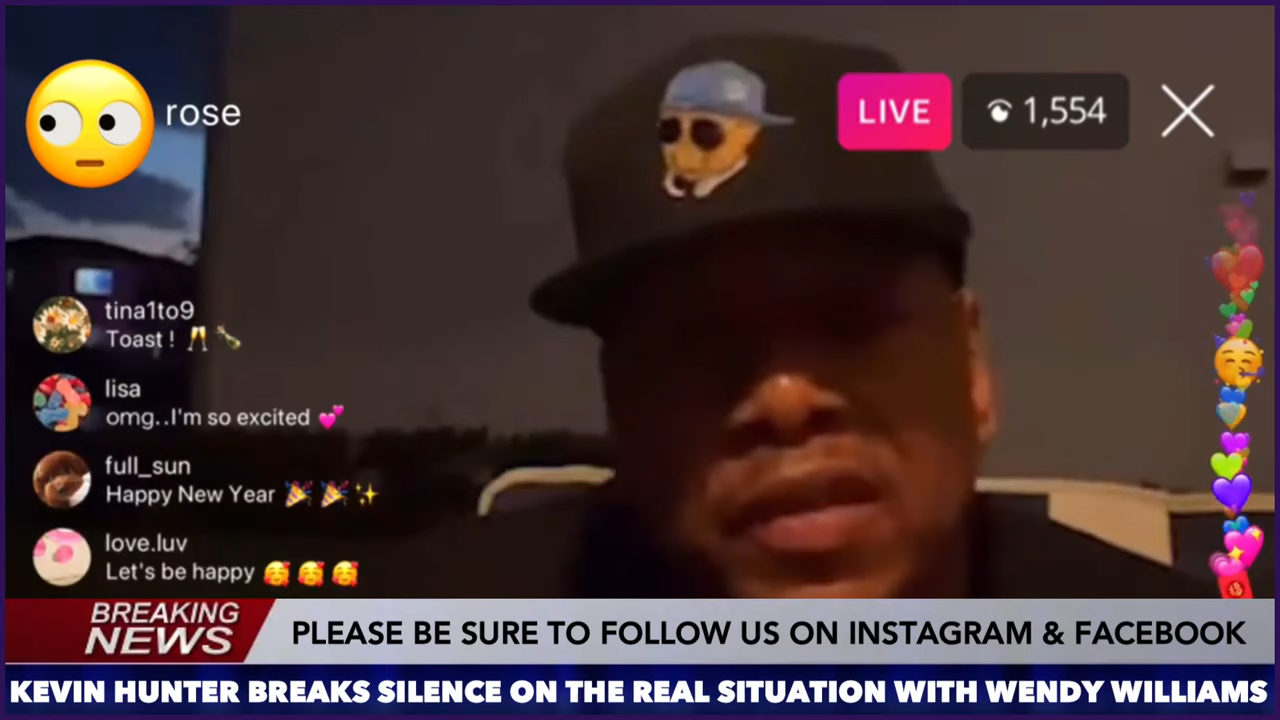 rose
LIVE
1,554
tina1to9
Toast !
lisa
omg..I'm so excited
full_sun
Happy New Year
love.luv
Let's be happy
BREAKING
NEWS
PLEASE BE SURE TO FOLLOW US ON INSTAGRAM & FACEBOOK
KEVIN HUNTER BREAKS SILENCE ON THE REAL SITUATION WITH WENDY WILLIAMS